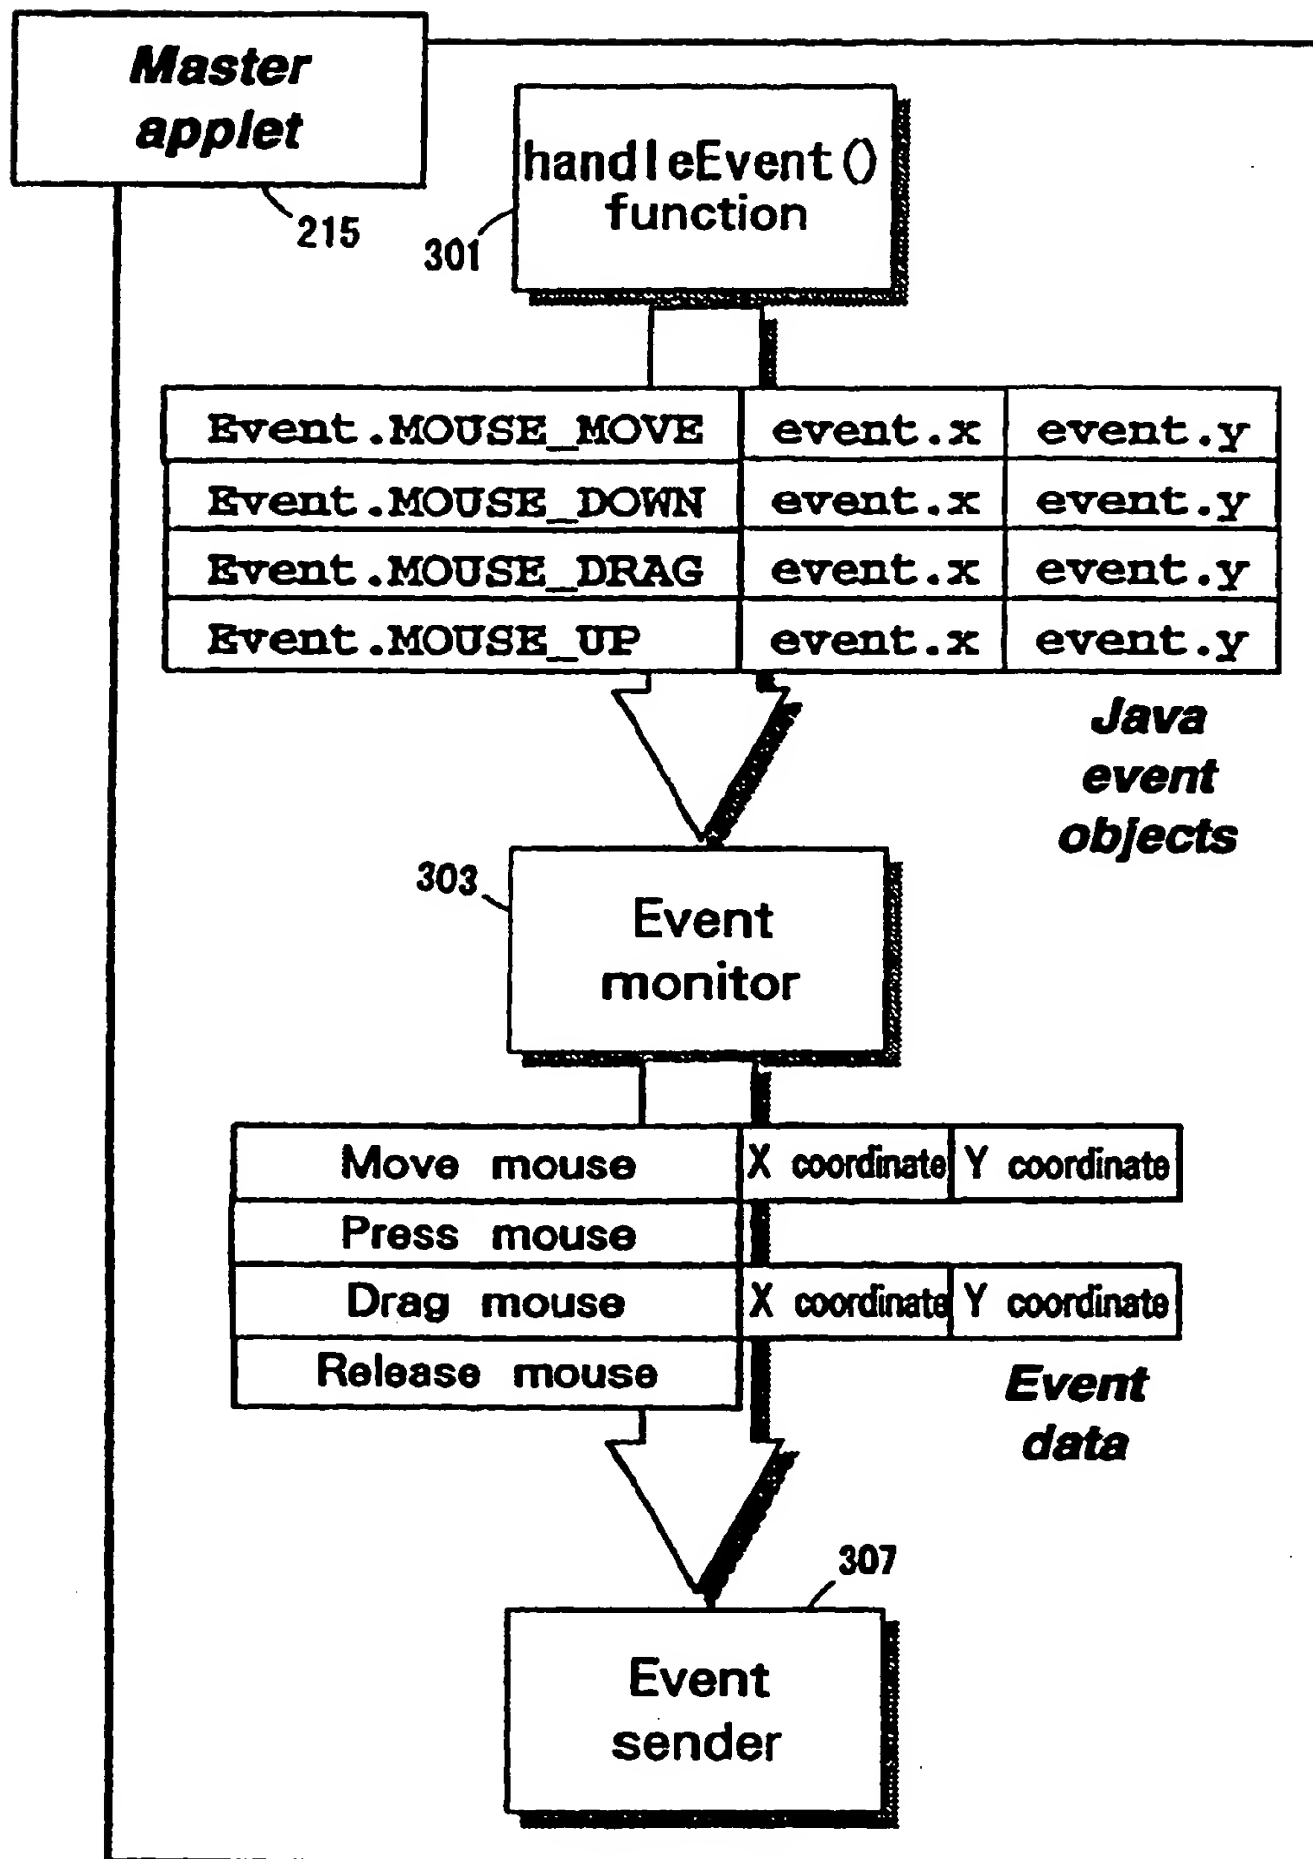 Master
applet
215
handleEvent()
function
301
Event.MOUSE_MOVE event.x event.y
Event.MOUSE_DOWN event.x event.y
Event.MOUSE_DRAG event.x event.y
Event.MOUSE_UP event.x event.y
Java
event
objects
303
Event
monitor
Move mouse X coordinate Y coordinate
Press mouse
Drag mouse X coordinate Y coordinate
Release mouse
Event
data
307
Event
sender